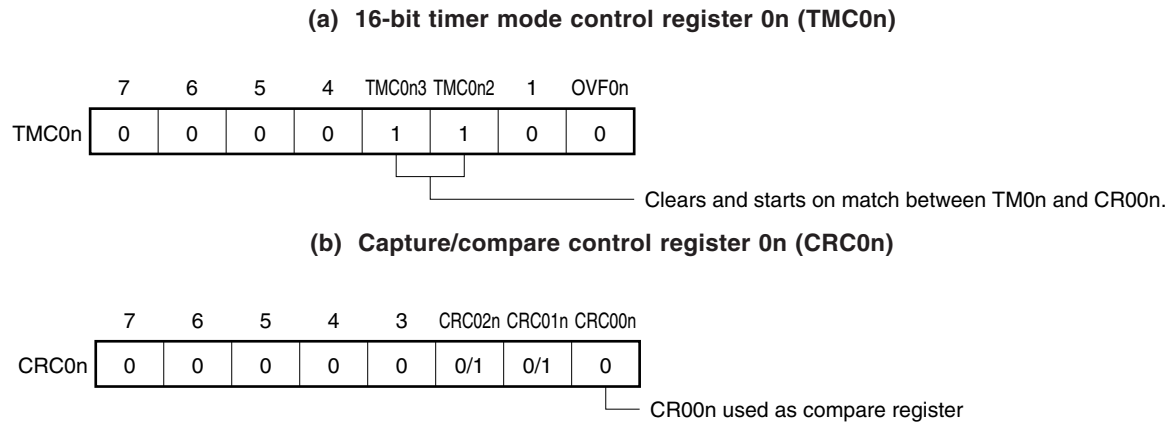 (a) 16-bit timer mode control register 0n (TMC0n)
7 6 5 4 TMC0n3 TMC0n2 1 OVF0n
TMC0n 0 0 0 0 1 1 0 0
Clears and starts on match between TM0n and CR00n.
(b) Capture/compare control register 0n (CRC0n)
7 6 5 4 3 CRC02n CRC01n CRC00n
CRC0n 0 0 0 0 0 0/1 0/1 0
CR00n used as compare register